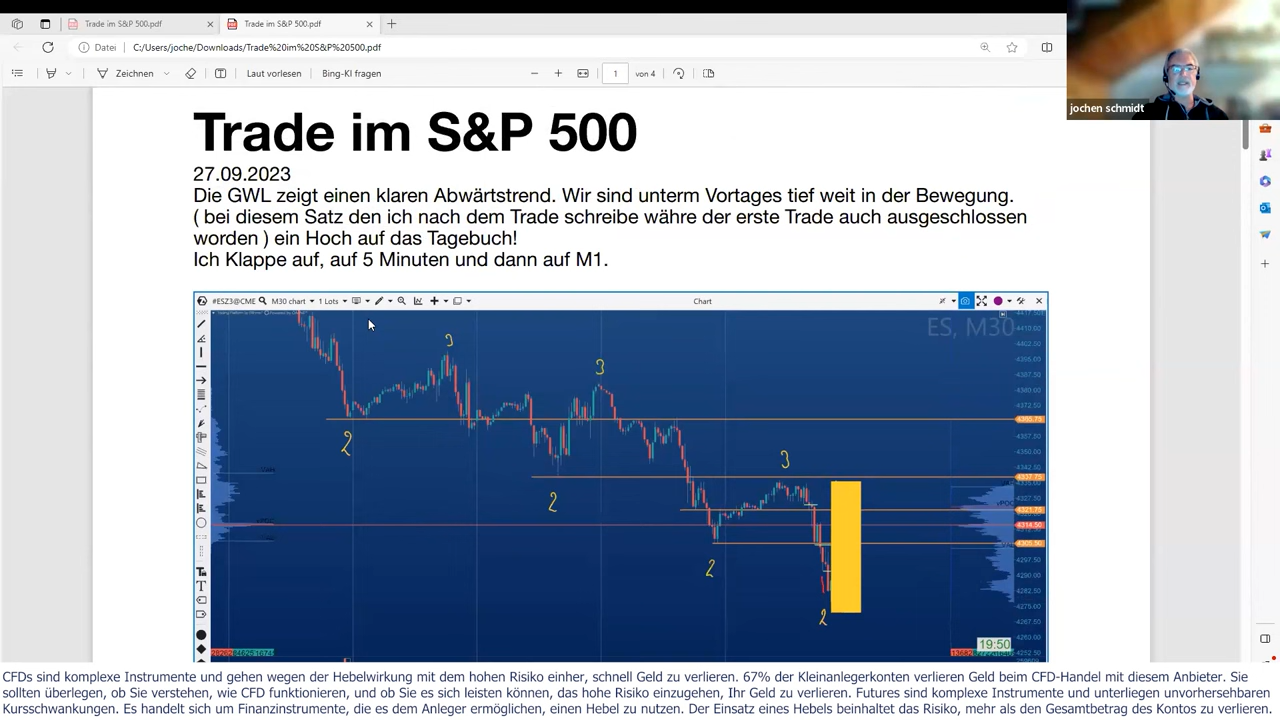 Trade im S&P 500.pdf
Trade im S&P 500.pdf
Datei C:/Users/joche/Downloads/Trade%20im%20S&P%20500.pdf
Zeichnen Laut vorlesen Bing-KI fragen 1 von 4
jochen schmidt
Trade im S&P 500
27.09.2023
Die GWL zeigt einen klaren Abwärtstrend. Wir sind unterm Vortages tief weit in der Bewegung.
( bei diesem Satz den ich nach dem Trade schreibe währe der erste Trade auch ausgeschlossen
worden ) ein Hoch auf das Tagebuch!
Ich Klappe auf, auf 5 Minuten und dann auf M1.
#ESZ3@CME M30 chart 1 Lots Chart
ES, M30
3
3
2
3
2
2
2
4337.75
4321.75
4314.50
4305.50
19:50
CFDs sind komplexe Instrumente und gehen wegen der Hebelwirkung mit dem hohen Risiko einher, schnell Geld zu verlieren. 67% der Kleinanlegerkonten verlieren Geld beim CFD-Handel mit diesem Anbieter. Sie
sollten überlegen, ob Sie verstehen, wie CFD funktionieren, und ob Sie es sich leisten können, das hohe Risiko einzugehen, Ihr Geld zu verlieren. Futures sind komplexe Instrumente und unterliegen unvorhersehbaren
Kursschwankungen. Es handelt sich um Finanzinstrumente, die es dem Anleger ermöglichen, einen Hebel zu nutzen. Der Einsatz eines Hebels beinhaltet das Risiko, mehr als den Gesamtbetrag des Kontos zu verlieren.